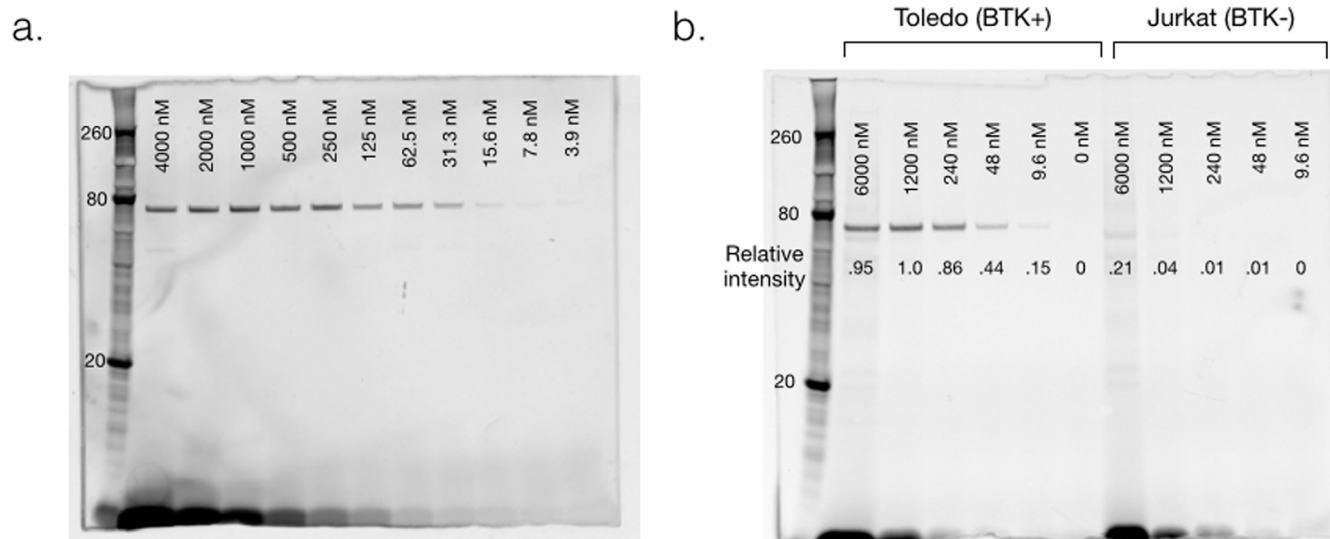 a.
260
80
20
4000 nM
2000 nM
1000 nM
500 nM
250 nM
125 nM
62.5 nM
31.3 nM
15.6 nM
7.8 nM
3.9 nM
b.
Toledo (BTK+)
Jurkat (BTK-)
260
80
20
6000 nM
1200 nM
240 nM
48 nM
9.6 nM
0 nM
6000 nM
1200 nM
240 nM
48 nM
9.6 nM
Relative
intensity
.95 1.0 .86 .44 .15 0 .21 .04 .01 .01 0